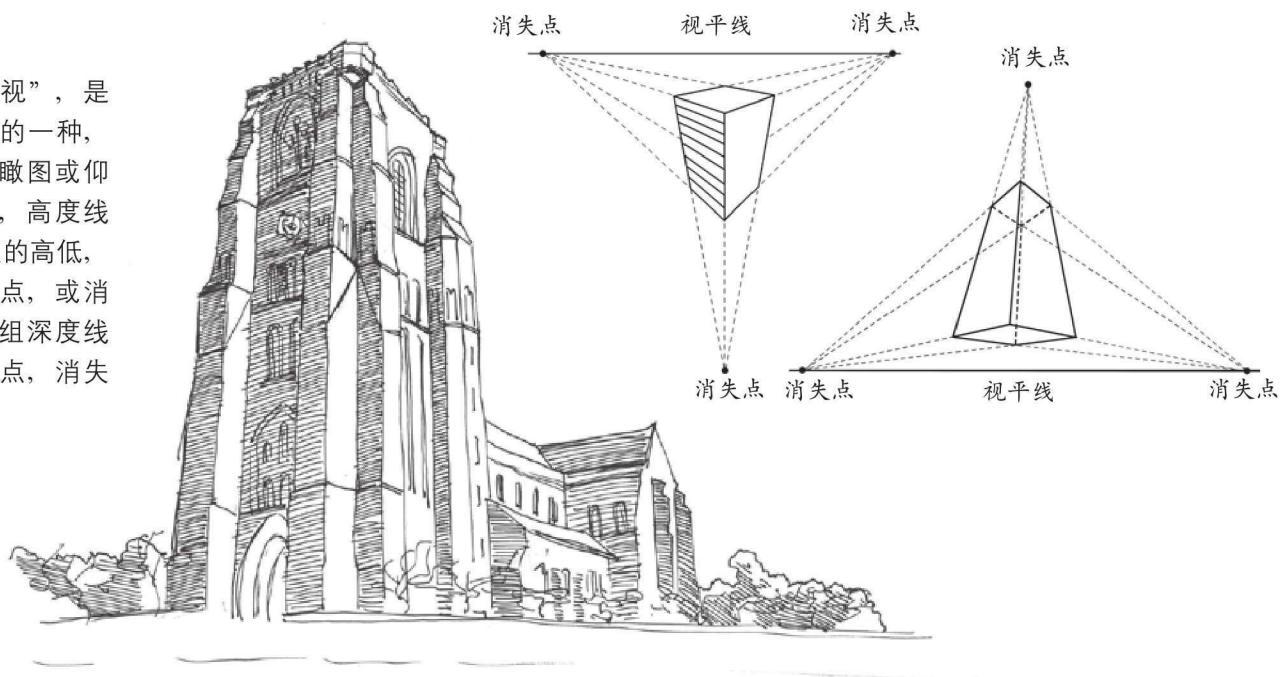 视”，是
的一种，
瞰图或仰
，高度线
的高低，
点，或消
组深度线
点，消失
消失点
视平线
消失点
消失点
消失点
消失点
视平线
消失点